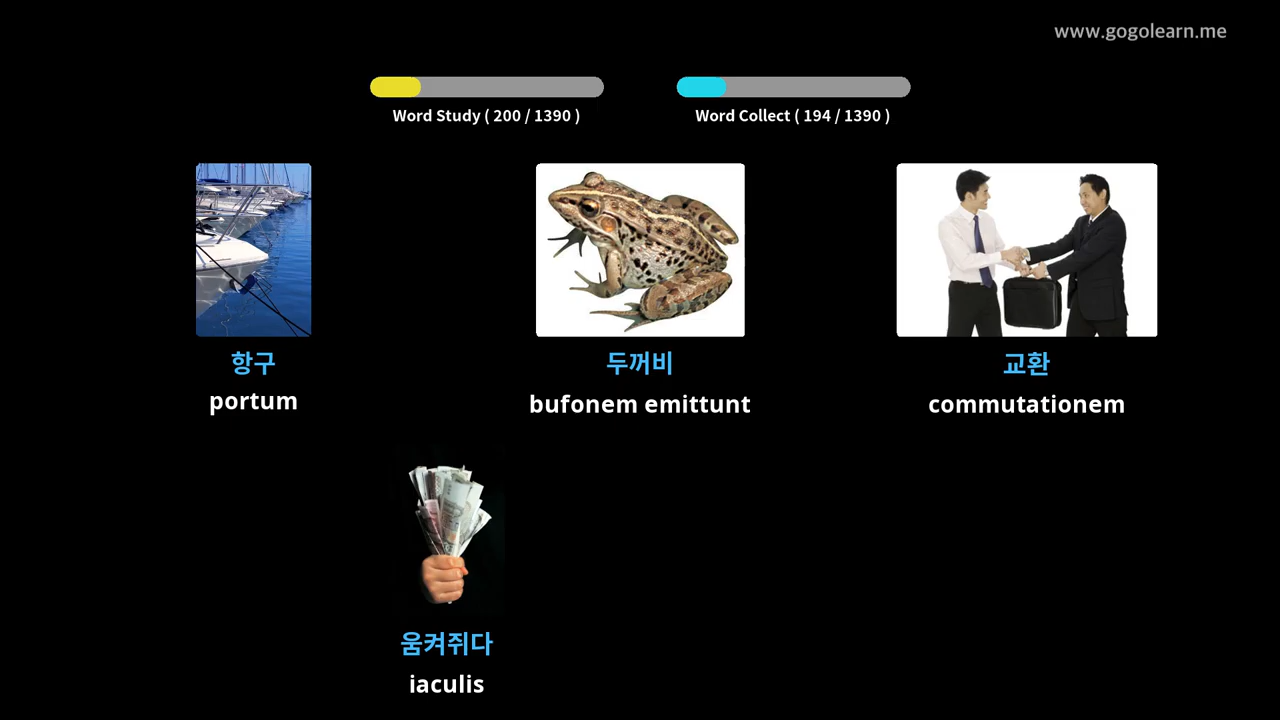 www.gogolearn.me
Word Study ( 200 / 1390 )
Word Collect ( 194 / 1390 )
항구
portum
두꺼비
bufonem emittunt
교환
commutationem
움켜쥐다
iaculis